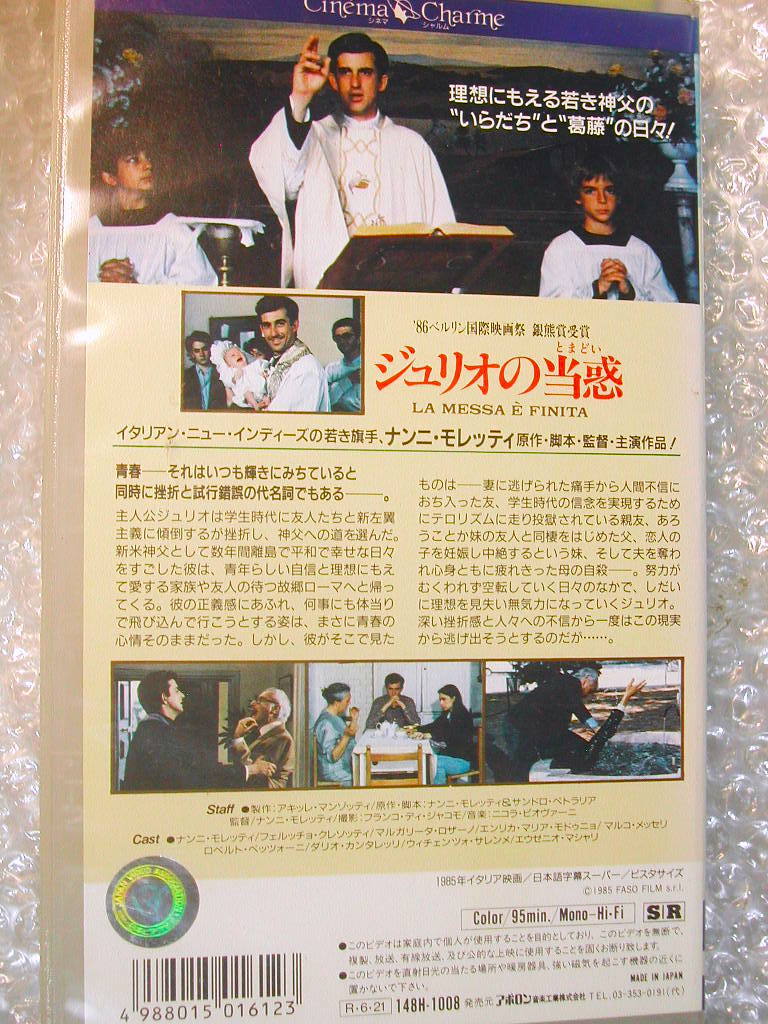 Cinema Charme
シネマ シャルム
理想にもえる若き神父の
"いらだち"と"葛藤"の日々!
'86ベルリン国際映画祭 銀熊賞受賞
とまどい
ジュリオの当惑
LA MESSA È FINITA
イタリアン・ニュー・インディーズの若き旗手、ナンニ・モレッティ原作・脚本・監督・主演作品!
青春──それはいつも輝きにみちていると
同時に挫折と試行錯誤の代名詞でもある──。
主人公ジュリオは学生時代に友人たちと新左翼
主義に傾倒するが挫折し、神父への道を選んだ。
新米神父として数年間離島で平和で幸せな日々
をすごした彼は、青年らしい自信と理想にもえ
て愛する家族や友人の待つ故郷ローマへと帰っ
てくる。彼の正義感にあふれ、何事にも体当り
で飛び込んで行こうとする姿は、まさに青春の
心情そのままだった。しかし、彼がそこで見た
ものは──妻に逃げられた痛手から人間不信に
おち入った友、学生時代の信念を実現するため
にテロリズムに走り投獄されている親友、あろ
うことか妹の友人と同棲をはじめた父、恋人の
子を妊娠し中絶するという妹、そして夫を奪わ
れ心身ともに疲れきった母の自殺──。努力が
むくわれず空転していく日々のなかで、しだい
に理想を見失い無気力になっていくジュリオ。
深い挫折感と人々への不信から一度はこの現実
から逃げ出そうとするのだが……。
Staff ●製作:アキッレ・マンゾッティ/原作・脚本:ナンニ・モレッティ&サンドロ・ペトラリア
監督/ナンニ・モレッティ/撮影:フランコ・ディ・ジャコモ/音楽:ニコラ・ピオヴァーニ
Cast ●ナンニ・モレッティ/フェルッチョ・クレソッティ/マルガリータ・ロサーノ/エンリカ・マリア・モドゥニョ/マルコ・メッセリ
ロベルト・ベッツォーニ/ダリオ・カンタレッリ/ヴィチェンツォ・サレンメ/エウセニオ・マシャリ
1985年イタリア映画/日本語字幕スーパー/ビスタサイズ
©1985 FASO FILM s.r.l.
Color/95min./Mono-Hi-Fi SR
●このビデオは家庭内で個人が使用することを目的としており、このビデオを無断で、
複製、放送、有線放送、及び公的な上映に使用することを固くお断り致します。
●このビデオを直射日光の当たる場所や暖房器具、強い磁気を起こす機器の近くに
置かないで下さい。
MADE IN JAPAN
4 988015 016123
R-6-21 148H-1008 発売元 アポロン音楽工業株式会社 TEL.03-353-0191(代)